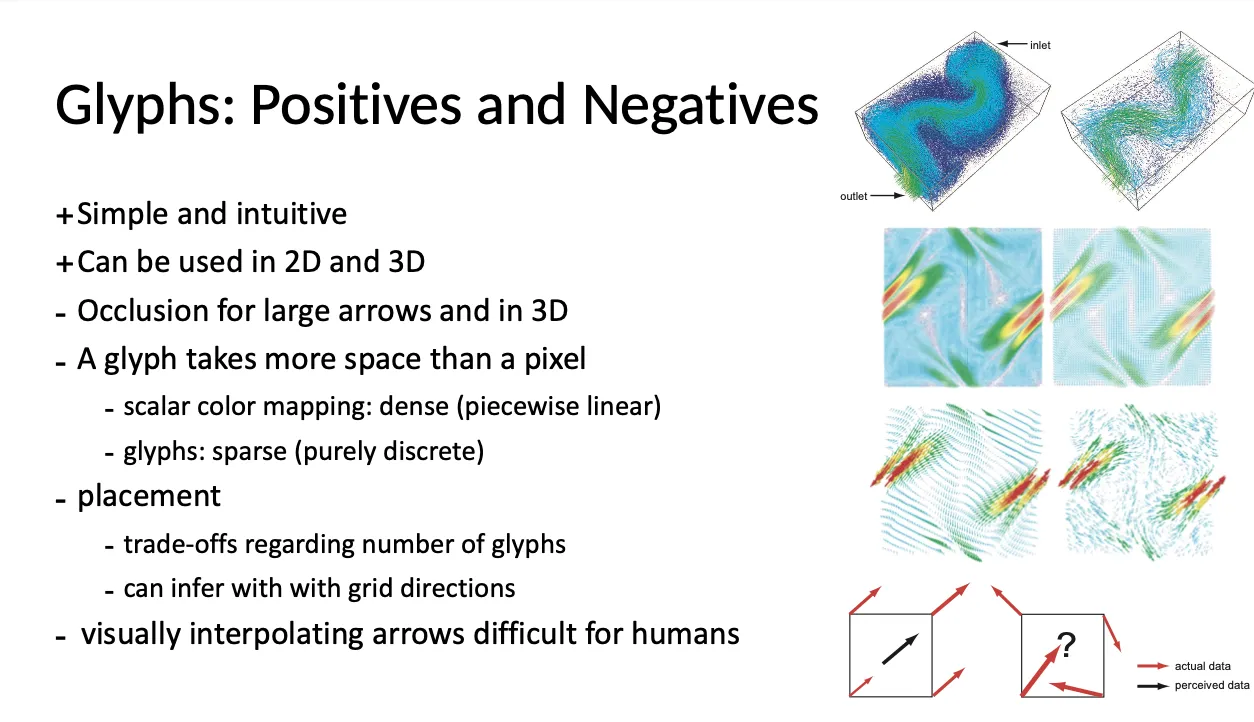 Glyphs: Positives and Negatives
+ Simple and intuitive
+ Can be used in 2D and 3D
- Occlusion for large arrows and in 3D
- A glyph takes more space than a pixel
- scalar color mapping: dense (piecewise linear)
- glyphs: sparse (purely discrete)
- placement
- trade-offs regarding number of glyphs
- can infer with with grid directions
- visually interpolating arrows difficult for humans
inlet
outlet
?
actual data
perceived data